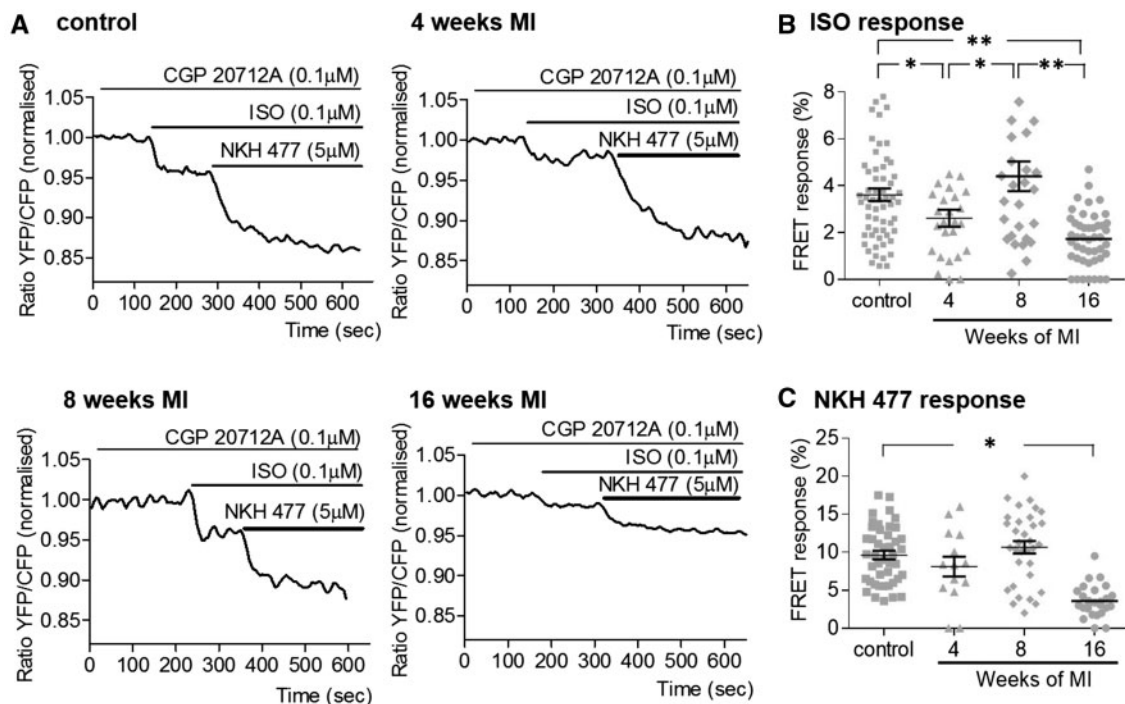 A
control
CGP 20712A (0.1µM)
ISO (0.1µM)
NKH 477 (5µM)
Ratio YFP/CFP (normalised)
1.05
1.00
0.95
0.90
0.85
0 100 200 300 400 500 600
Time (sec)
4 weeks MI
CGP 20712A (0.1µM)
ISO (0.1µM)
NKH 477 (5µM)
Ratio YFP/CFP (normalised)
1.05
1.00
0.95
0.90
0.85
0 100 200 300 400 500 600
Time (sec)
8 weeks MI
CGP 20712A (0.1µM)
ISO (0.1µM)
NKH 477 (5µM)
Ratio YFP/CFP (normalised)
1.05
1.00
0.95
0.90
0.85
0 100 200 300 400 500 600
Time (sec)
16 weeks MI
CGP 20712A (0.1µM)
ISO (0.1µM)
NKH 477 (5µM)
Ratio YFP/CFP (normalised)
1.05
1.00
0.95
0.90
0.85
0 100 200 300 400 500 600
Time (sec)
B ISO response
**
* * **
FRET response (%)
8
6
4
2
0
control 4 8 16
Weeks of MI
C NKH 477 response
*
FRET response (%)
25
20
15
10
5
0
control 4 8 16
Weeks of MI